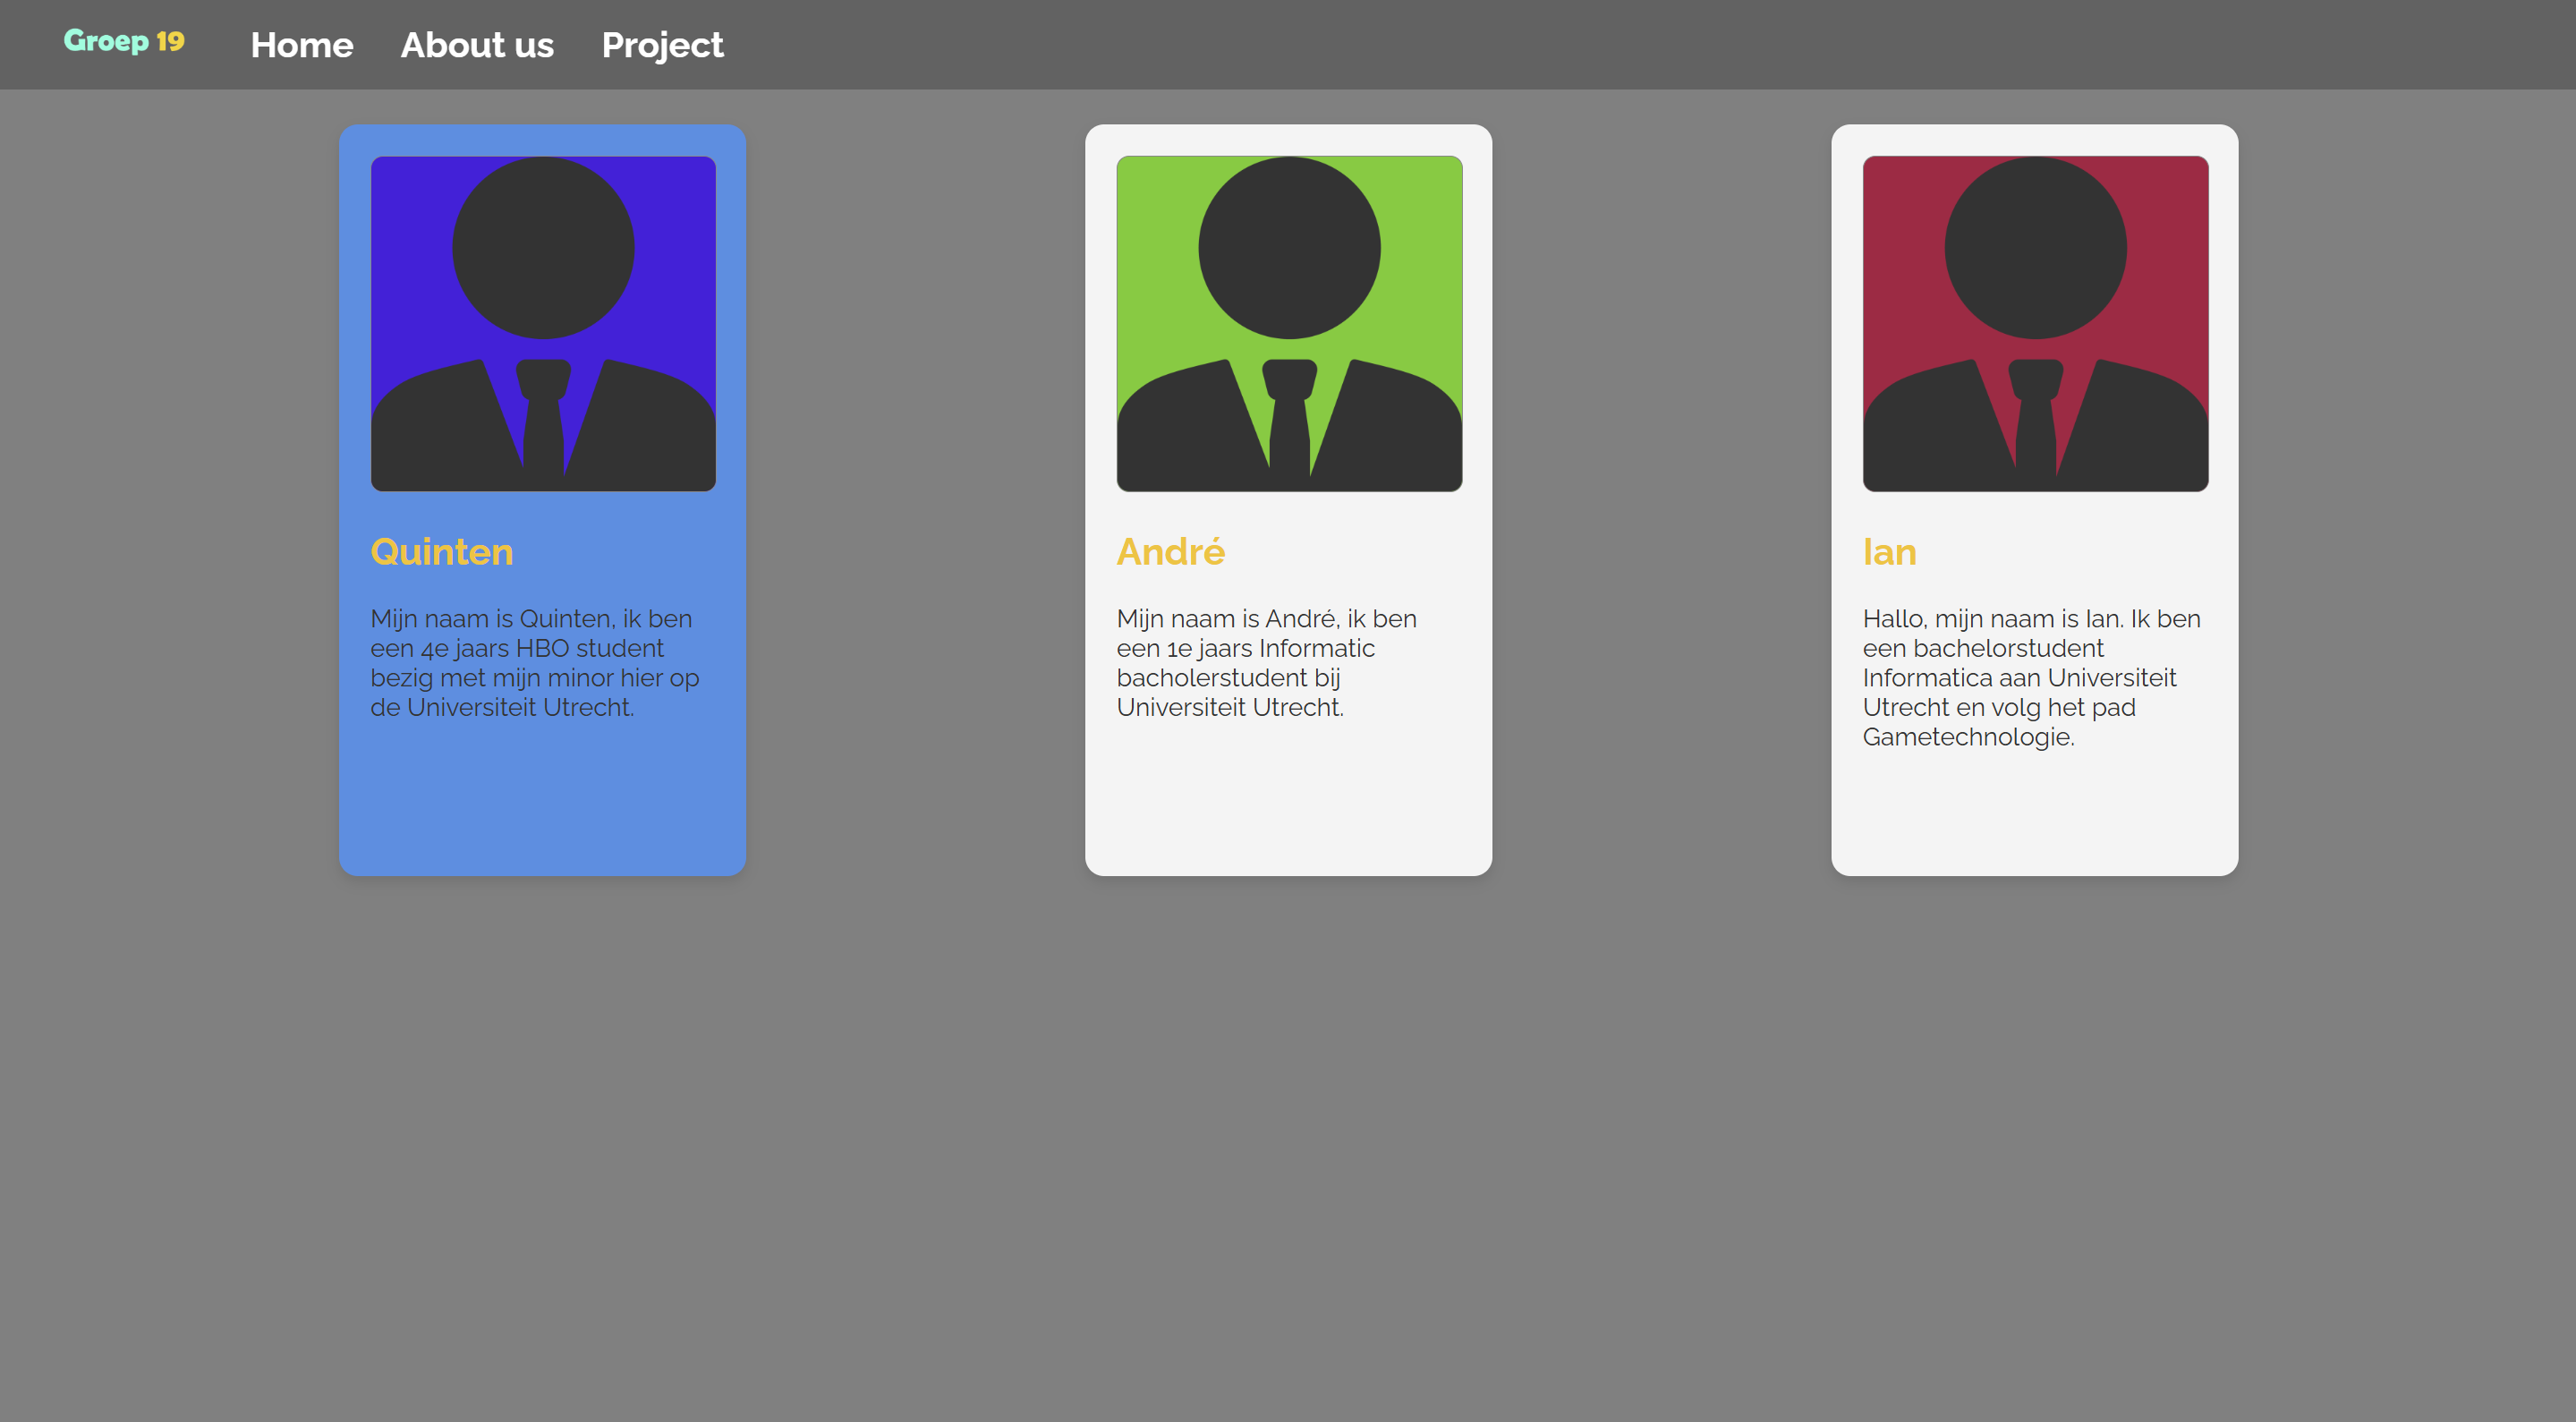 Groep 19
Home About us Project
Quinten
Mijn naam is Quinten, ik ben
een 4e jaars HBO student
bezig met mijn minor hier op
de Universiteit Utrecht.
André
Mijn naam is André, ik ben
een 1e jaars Informatic
bacholerstudent bij
Universiteit Utrecht.
Ian
Hallo, mijn naam is Ian. Ik ben
een bachelorstudent
Informatica aan Universiteit
Utrecht en volg het pad
Gametechnologie.